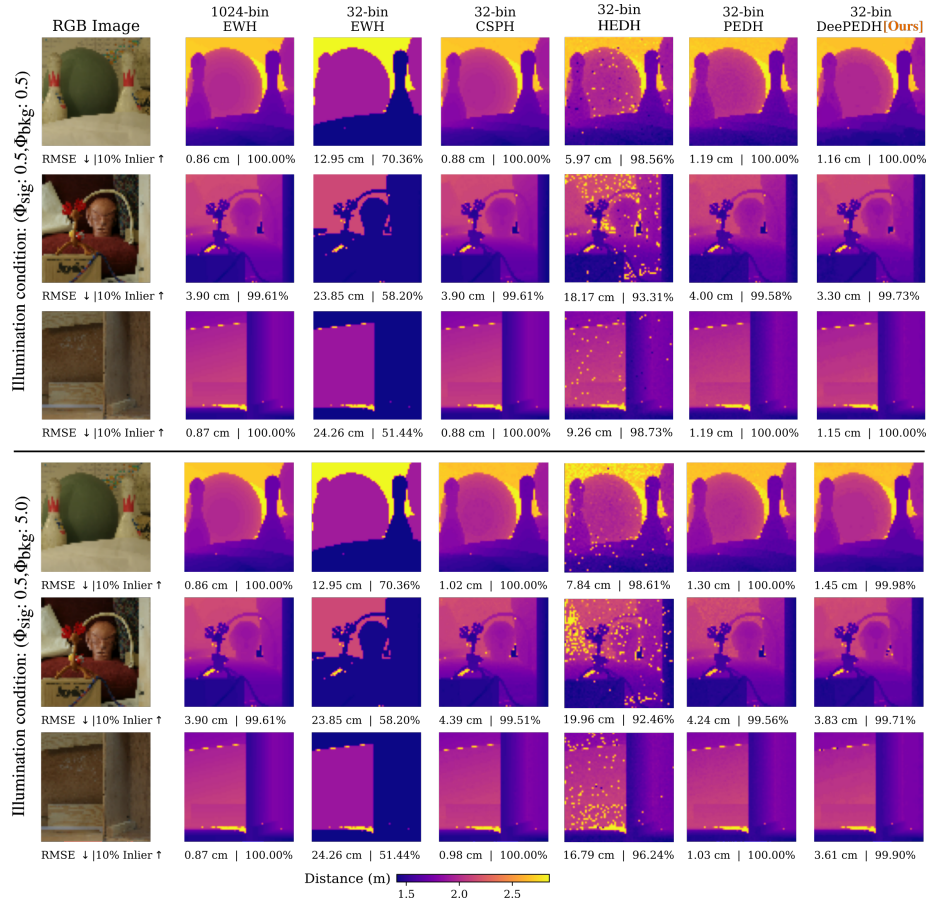 RGB Image
1024-bin
EWH
32-bin
EWH
32-bin
CSPH
32-bin
HEDH
32-bin
PEDH
32-bin
DeePEDH[Ours]
Illumination condition: (Φsig: 0.5,Φbkg: 0.5)
RMSE ↓|10% Inlier↑ 0.86 cm | 100.00% 12.95 cm | 70.36% 0.88 cm | 100.00% 5.97 cm | 98.56% 1.19 cm | 100.00% 1.16 cm | 100.00%
RMSE ↓|10% Inlier↑ 3.90 cm | 99.61% 23.85 cm | 58.20% 3.90 cm | 99.61% 18.17 cm | 93.31% 4.00 cm | 99.58% 3.30 cm | 99.73%
RMSE ↓|10% Inlier↑ 0.87 cm | 100.00% 24.26 cm | 51.44% 0.88 cm | 100.00% 9.26 cm | 98.73% 1.19 cm | 100.00% 1.15 cm | 100.00%
Illumination condition: (Φsig: 0.5,Φbkg: 5.0)
RMSE ↓|10% Inlier↑ 0.86 cm | 100.00% 12.95 cm | 70.36% 1.02 cm | 100.00% 7.84 cm | 98.61% 1.30 cm | 100.00% 1.45 cm | 99.98%
RMSE ↓|10% Inlier↑ 3.90 cm | 99.61% 23.85 cm | 58.20% 4.39 cm | 99.51% 19.96 cm | 92.46% 4.24 cm | 99.56% 3.83 cm | 99.71%
RMSE ↓|10% Inlier↑ 0.87 cm | 100.00% 24.26 cm | 51.44% 0.98 cm | 100.00% 16.79 cm | 96.24% 1.03 cm | 100.00% 3.61 cm | 99.90%
Distance (m)
1.5 2.0 2.5